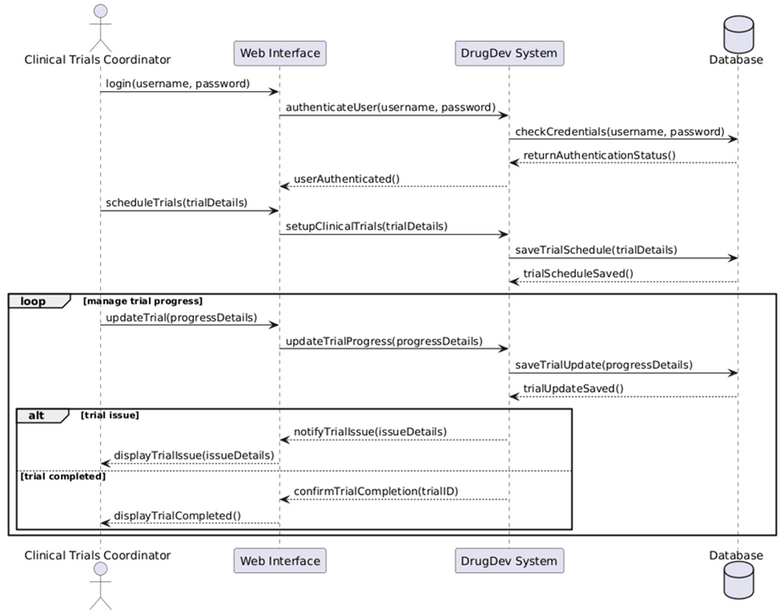 Clinical Trials Coordinator
Web Interface
DrugDev System
Database
login(username, password)
authenticateUser(username, password)
checkCredentials(username, password)
returnAuthenticationStatus()
userAuthenticated()
scheduleTrials(trialDetails)
setupClinicalTrials(trialDetails)
saveTrialSchedule(trialDetails)
trialScheduleSaved()
loop [manage trial progress]
updateTrial(progressDetails)
updateTrialProgress(progressDetails)
saveTrialUpdate(progressDetails)
trialUpdateSaved()
alt [trial issue]
notifyTrialIssue(issueDetails)
displayTrialIssue(issueDetails)
[trial completed]
confirmTrialCompletion(trialID)
displayTrialCompleted()
Clinical Trials Coordinator
Web Interface
DrugDev System
Database